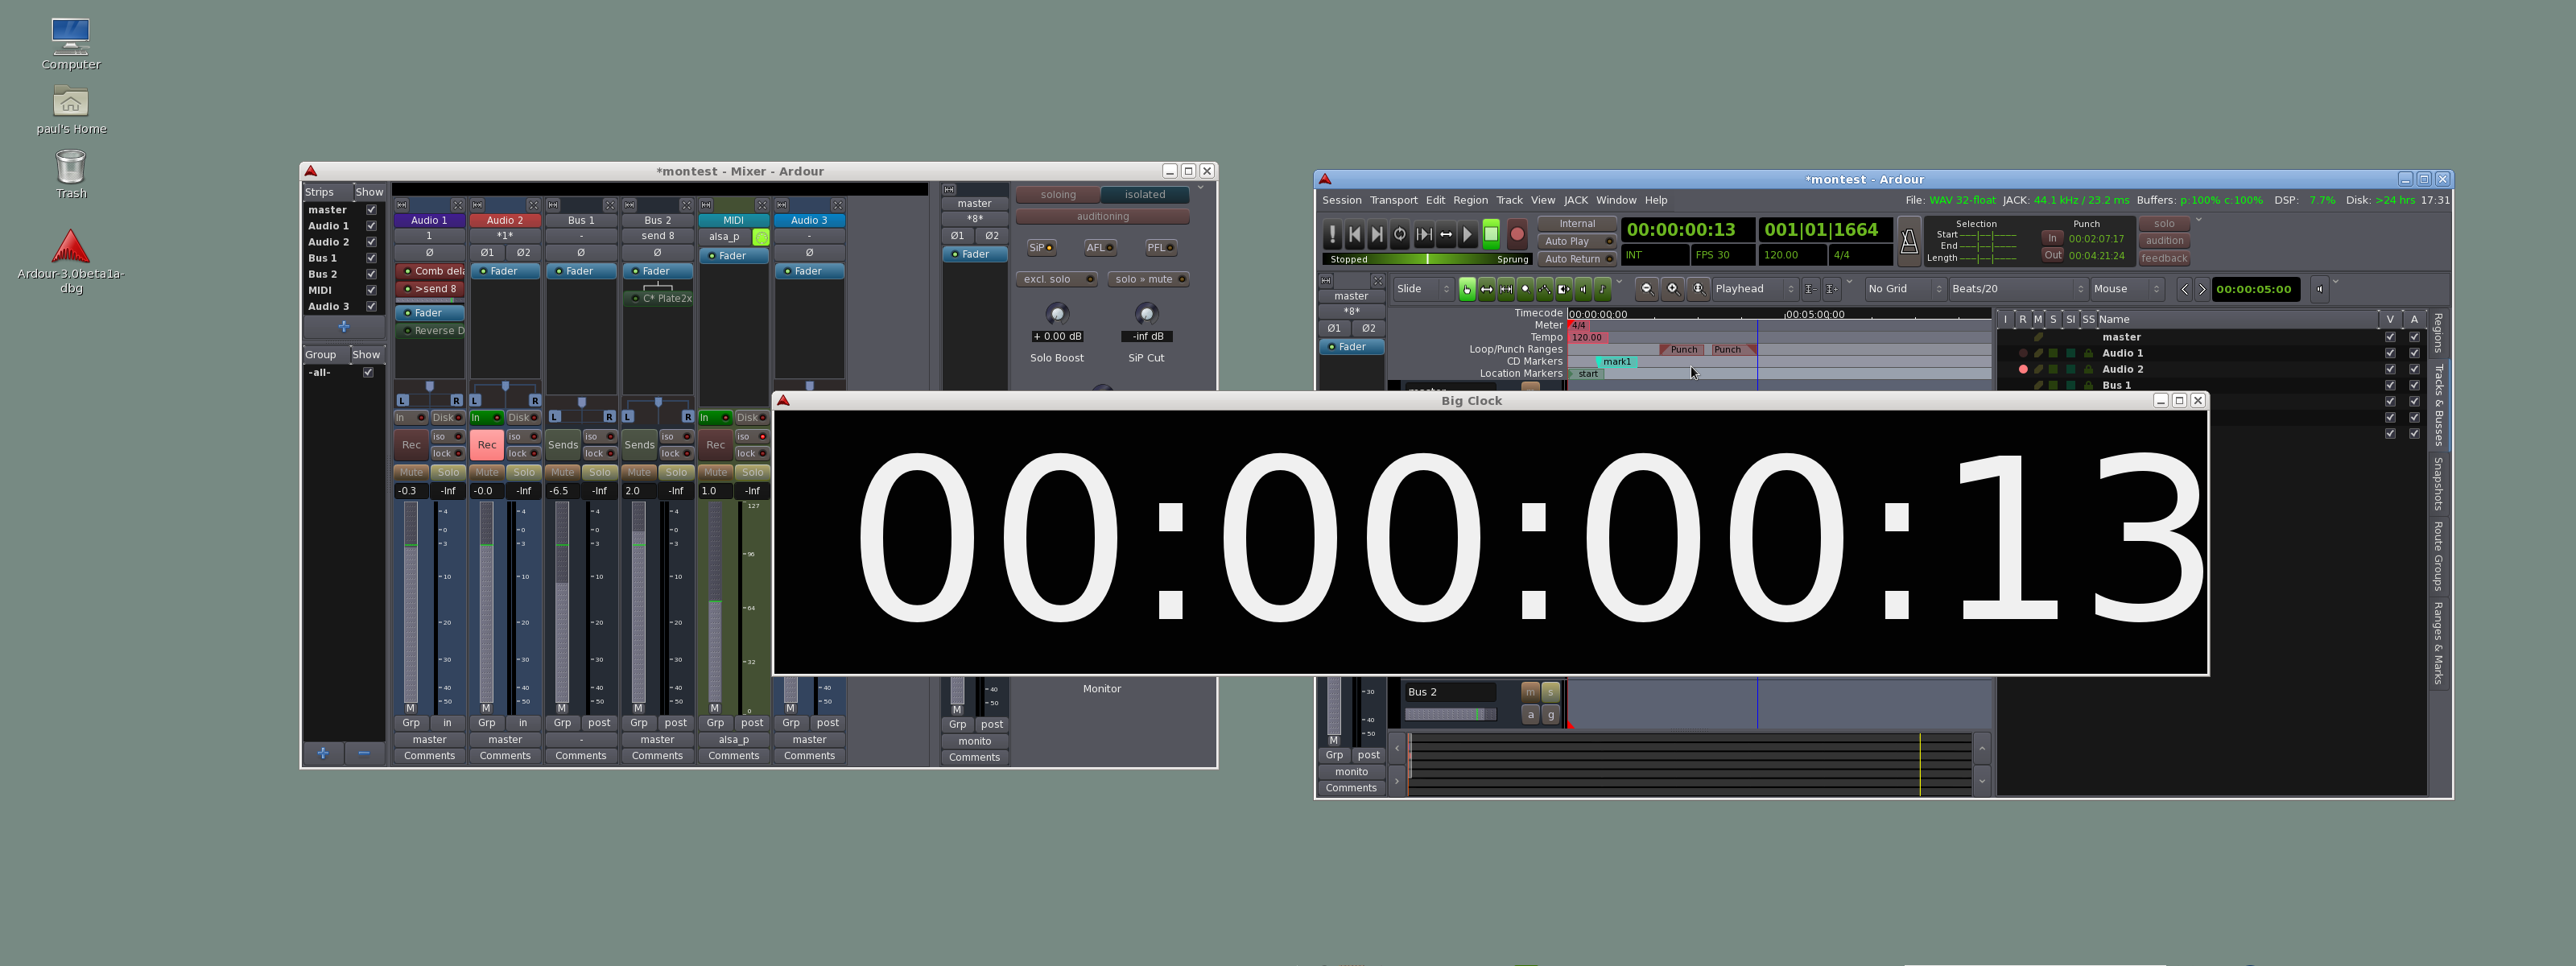 Computer
paul's Home
Trash
Ardour-3.0beta1a-
dbg
*montest - Mixer - Ardour
Strips Show
master
Audio 1
Audio 2
Bus 1
Bus 2
MIDI
Audio 3
Group Show
-all-
Audio 1 Audio 2 Bus 1 Bus 2 MIDI Audio 3
1 *1* - send 8 alsa_p -
Ø Ø1 Ø2 Ø Ø Ø
Comb dela Fader Fader Fader Fader Fader
>send 8
C* Plate2x
Fader
Reverse D
L R L R L R L R
In Disk In Disk In Disk
Rec iso lock Rec iso lock Sends iso lock Sends iso lock Rec iso lock
Mute Solo Mute Solo Mute Solo Mute Solo Mute Solo
-0.3 -Inf -0.0 -Inf -6.5 -Inf 2.0 -Inf 1.0 -Inf
M M M M M M M
Grp in Grp in Grp post Grp post Grp post Grp post Grp post
master master - master alsa_p master monito
Comments Comments Comments Comments Comments Comments Comments
master
*8*
Ø1 Ø2
Fader
soloing isolated
auditioning
SiP AFL PFL
excl. solo solo » mute
+ 0.00 dB -inf dB
Solo Boost SiP Cut
Monitor
*montest - Ardour
Session Transport Edit Region Track View JACK Window Help
File: WAV 32-float JACK: 44.1 kHz / 23.2 ms Buffers: p:100% c:100% DSP: 7.7% Disk: >24 hrs 17:31
Internal
Auto Play
Auto Return
Stopped Sprung
00:00:00:13 001|01|1664
INT FPS 30 120.00 4/4
Selection
Start
End
Length
Punch
In 00:02:07:17
Out 00:04:21:24
solo
audition
feedback
Slide Playhead No Grid Beats/20 Mouse 00:00:05:00
master
*8*
Ø1 Ø2
Fader
Timecode 00:00:00:00 00:05:00:00
Meter 4/4
Tempo 120.00
Loop/Punch Ranges Punch Punch
CD Markers mark1
Location Markers start
I R M S SI SS Name V A
master
Audio 1
Audio 2
Bus 1
Regions
Tracks & Busses
Snapshots
Route Groups
Ranges & Marks
Big Clock
00:00:00:13
Bus 2 m s
a g
M
Grp post
monito
Comments